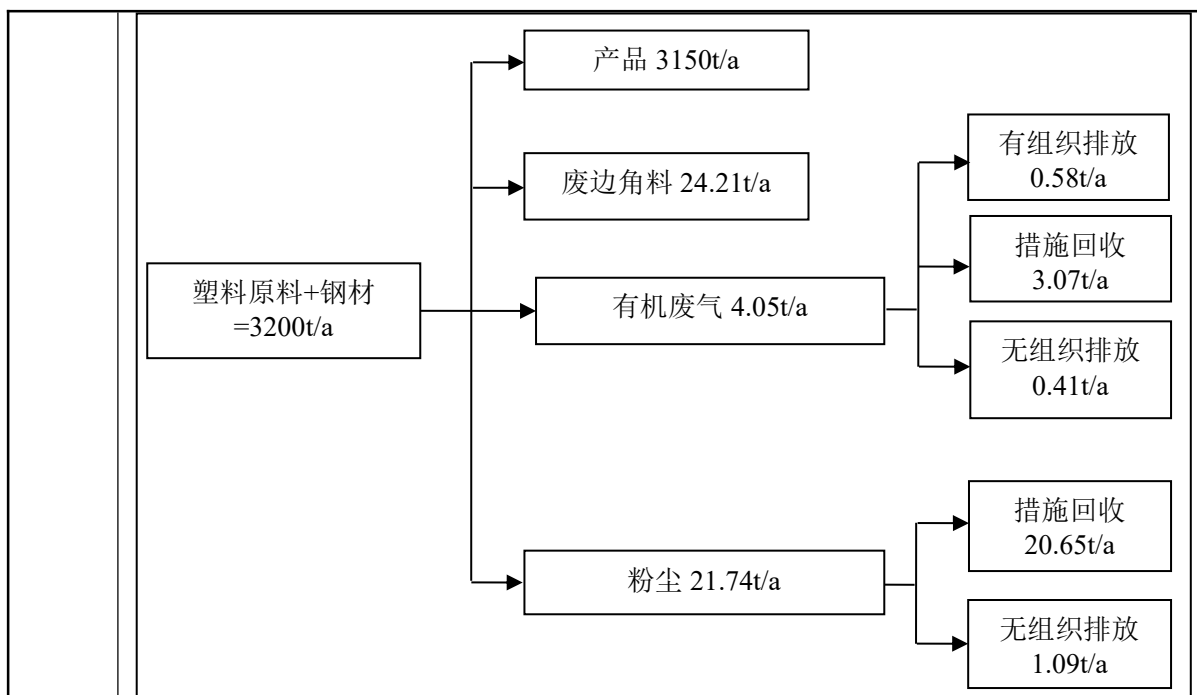 产品 3150t/a
废边角料 24.21t/a
塑料原料+钢材
=3200t/a
有机废气 4.05t/a
粉尘 21.74t/a
有组织排放
0.58t/a
措施回收
3.07t/a
无组织排放
0.41t/a
措施回收
20.65t/a
无组织排放
1.09t/a